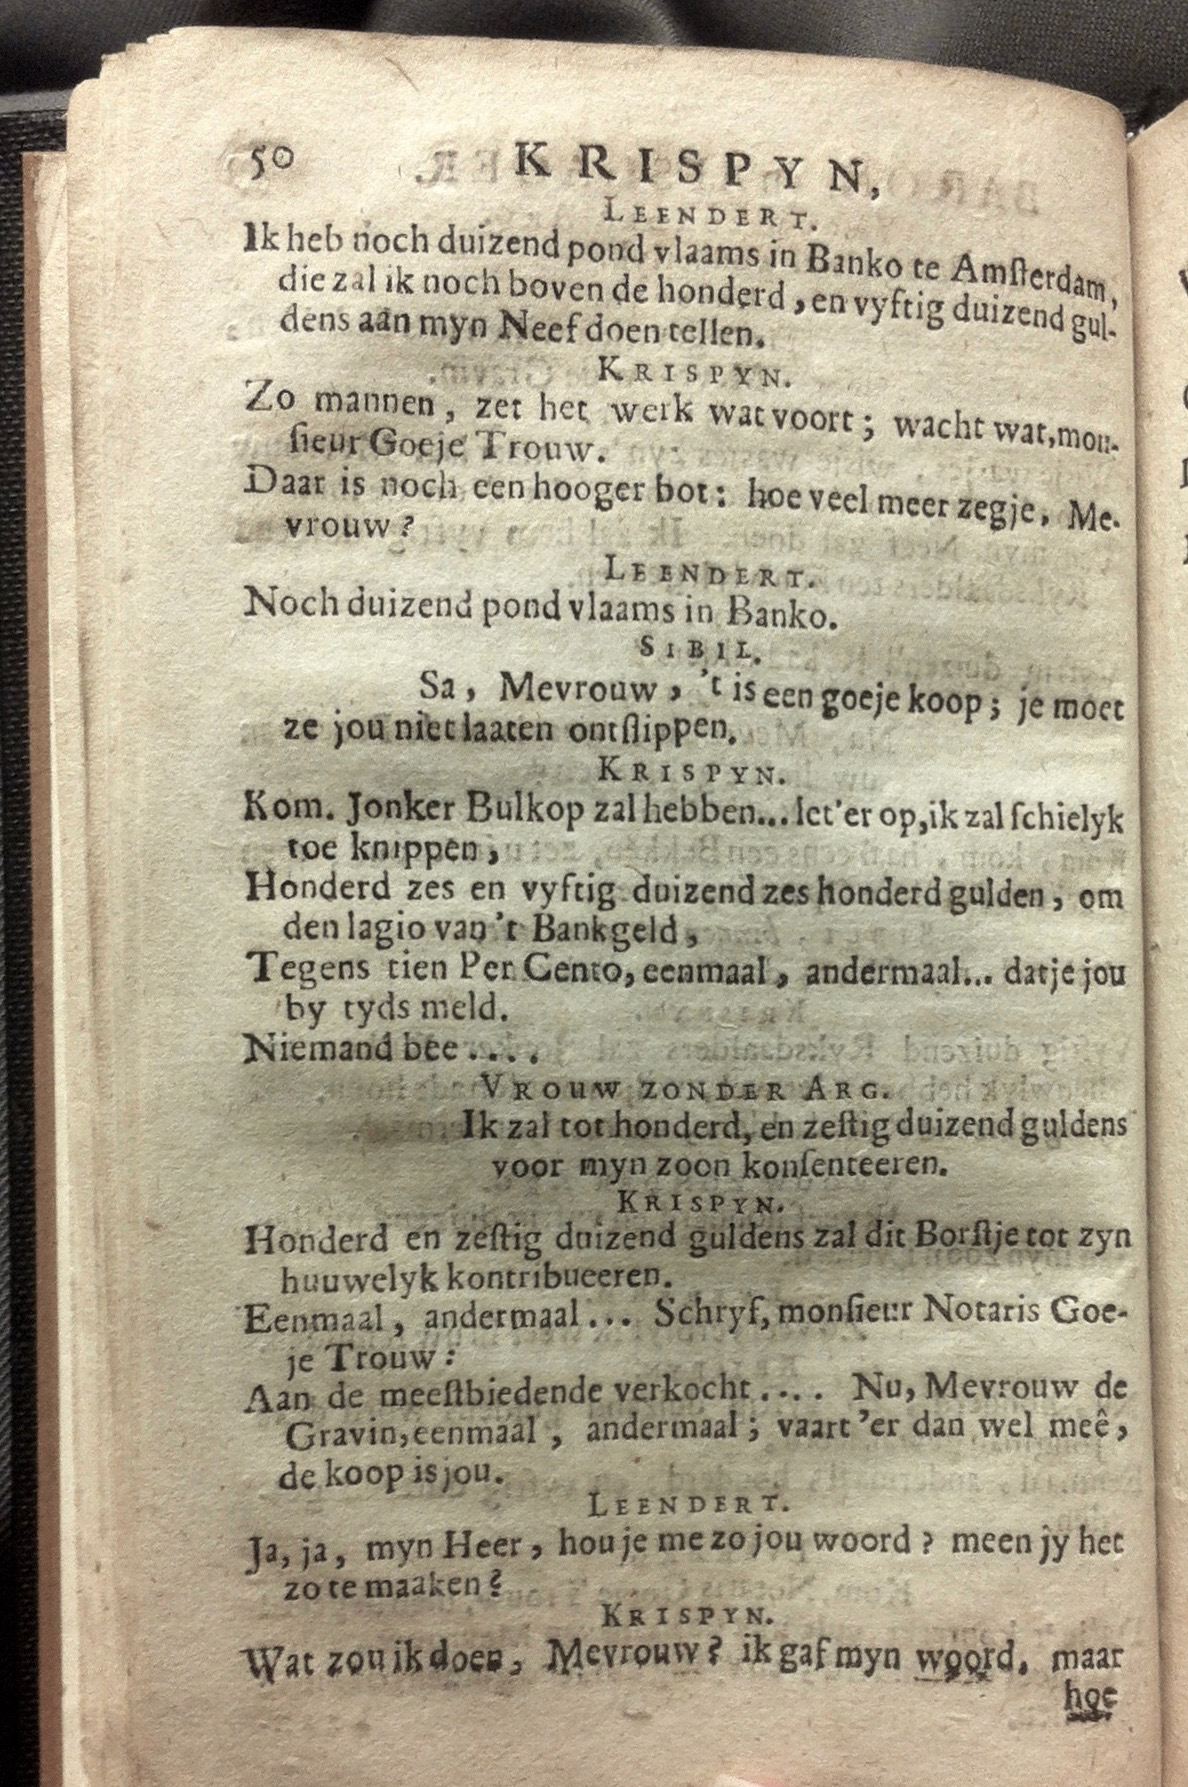 50 KRISPYN,
LEENDERT.
Ik heb noch duizend pond vlaams in Banko te Amſterdam,
die zal ik noch boven de honderd, en vyftig duizend gul-
dens aan myn Neef doen tellen.
KRISPYN.
Zo mannen, zet het werk wat voort; wacht wat, mon-
ſieur Goeje Trouw.
Daar is noch een hooger bot: hoe veel meer zegje, Me-
vrouw?
LEENDERT.
Noch duizend pond vlaams in Banko.
SIBIL.
Sa, Mevrouw, 't is een goeje koop; je moet
ze jou niet laaten ontſlippen.
KRISPYN.
Kom. Jonker Bulkop zal hebben... let'er op, ik zal ſchielyk
toe knippen,
Honderd zes en vyftig duizend zes honderd gulden, om
den lagio van 't Bankgeld,
Tegens tien Per Cento, eenmaal, andermaal... datje jou
by tyds meld.
Niemand bee....
VROUW ZONDER ARG.
Ik zal tot honderd, en zeſtig duizend guldens
voor myn zoon konſenteeren.
KRISPYN.
Honderd en zeſtig duizend guldens zal dit Borſtje tot zyn
huuwelyk kontribueeren.
Eenmaal, andermaal... Schryf, monſieur Notaris Goe-
je Trouw:
Aan de meeſtbiedende verkocht.... Nu, Mevrouw de
Gravin, eenmaal, andermaal; vaart 'er dan wel meê,
de koop is jou.
LEENDERT.
Ja, ja, myn Heer, hou je me zo jou woord? meen jy het
zo te maaken?
KRISPYN.
Wat zou ik doen, Mevrouw? ik gaf myn woord, maar
hoe